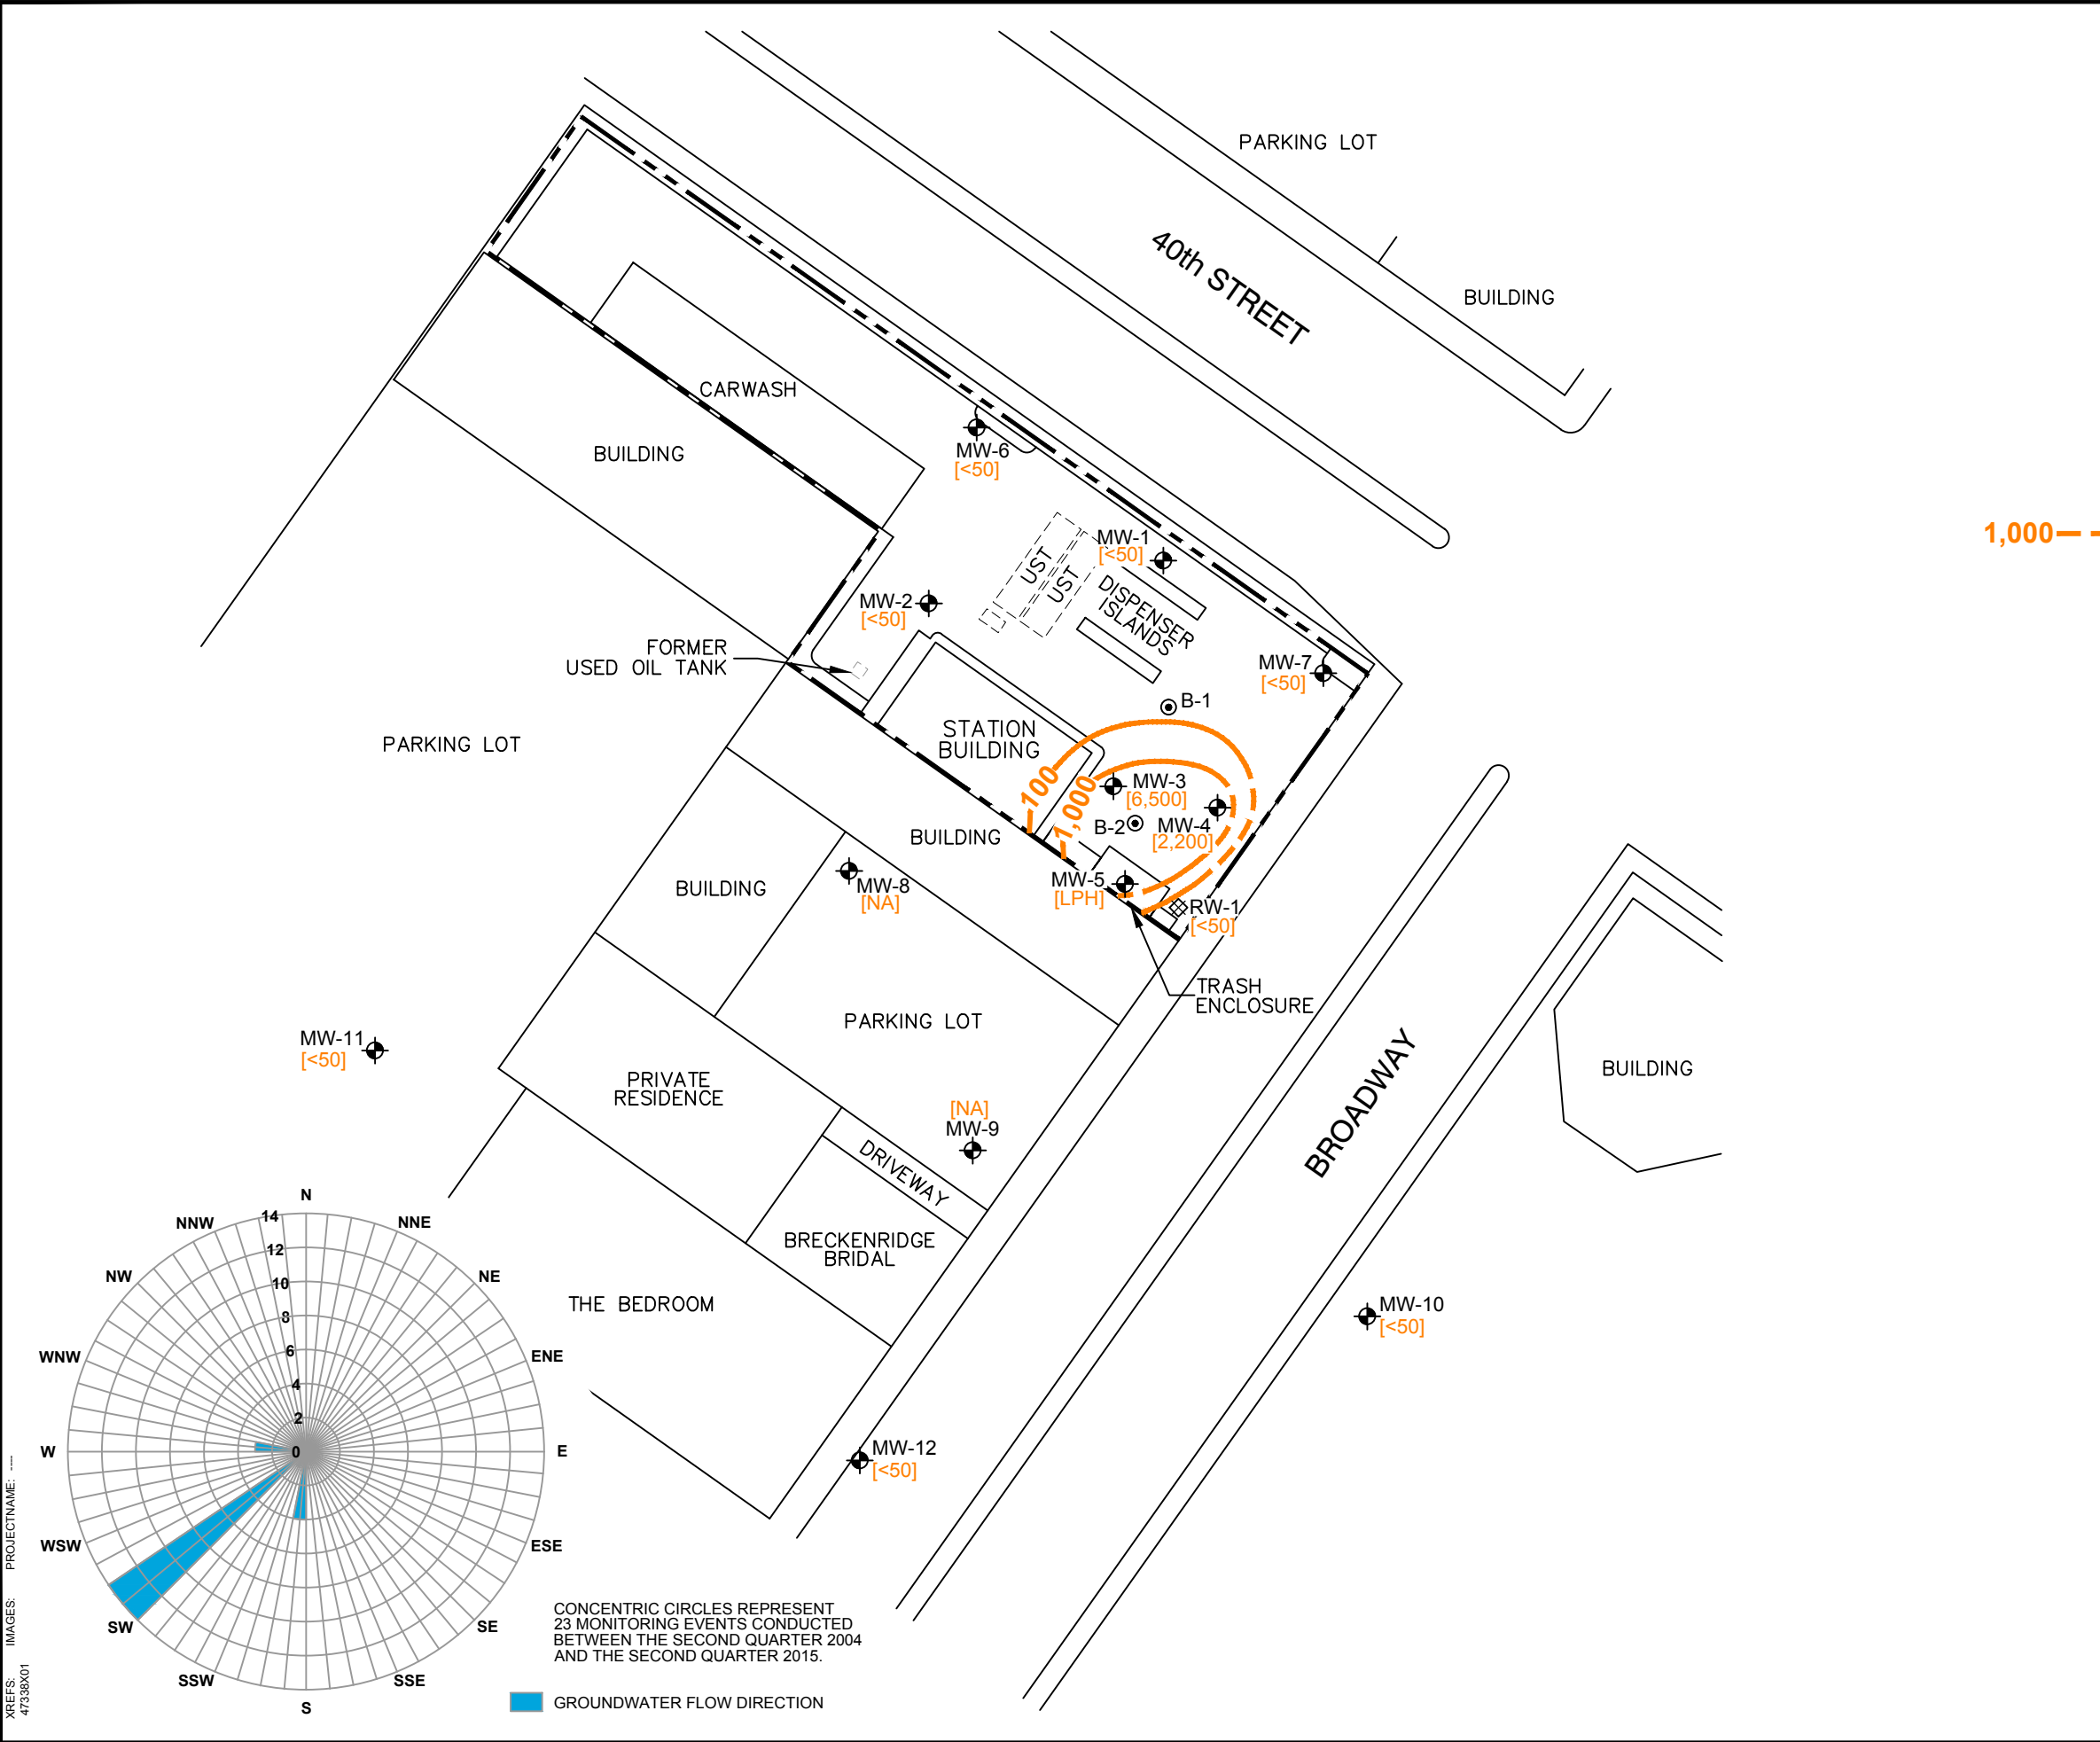 PARKING LOT
40th STREET
BUILDING
1,000
CARWASH
BUILDING
MW-6
[<50]
MW-1
[<50]
UST
UST
DISPENSER
ISLANDS
MW-2
[<50]
FORMER
USED OIL TANK
MW-7
[<50]
B-1
STATION
BUILDING
PARKING LOT
100
1,000
MW-3
[6,500]
B-2
MW-4
[2,200]
BUILDING
BUILDING
MW-8
[NA]
MW-5
[LPH]
RW-1
[<50]
TRASH
ENCLOSURE
PARKING LOT
MW-11
[<50]
BROADWAY
BUILDING
PRIVATE
RESIDENCE
[NA]
MW-9
DRIVEWAY
BRECKENRIDGE
BRIDAL
THE BEDROOM
MW-10
[<50]
MW-12
[<50]
N
NNE
NE
ENE
E
ESE
SE
SSE
S
SSW
SW
WSW
W
WNW
NW
NNW
14
12
10
8
6
4
2
0
CONCENTRIC CIRCLES REPRESENT
23 MONITORING EVENTS CONDUCTED
BETWEEN THE SECOND QUARTER 2004
AND THE SECOND QUARTER 2015.
GROUNDWATER FLOW DIRECTION
XREFS: IMAGES: PROJECTNAME: ----
47338X01